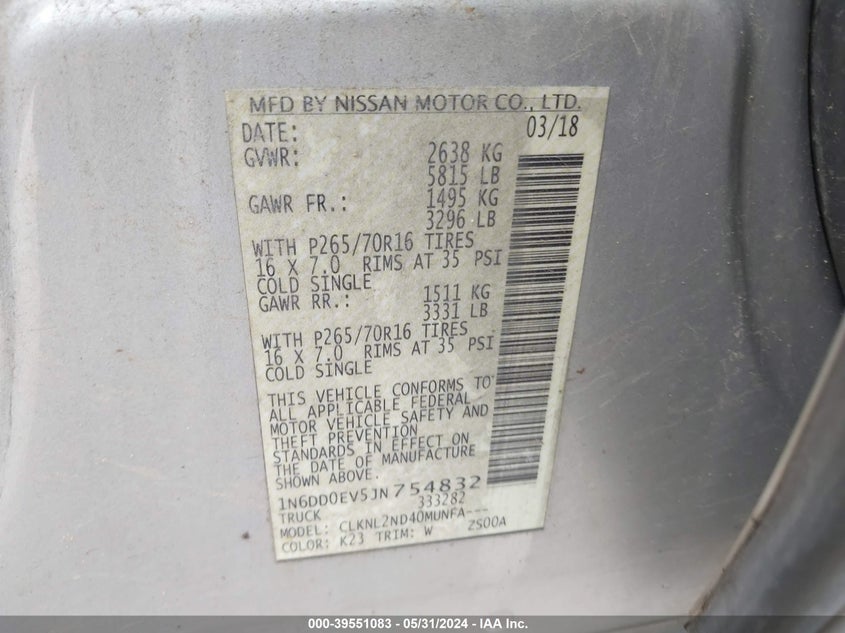 MFD BY NISSAN MOTOR CO., LTD.
DATE: 03/18
GVWR: 2638 KG
5815 LB
GAWR FR.: 1495 KG
3296 LB
WITH P265/70R16 TIRES
16 X 7.0 RIMS AT 35 PSI
COLD SINGLE
GAWR RR.: 1511 KG
3331 LB
WITH P265/70R16 TIRES
16 X 7.0 RIMS AT 35 PSI
COLD SINGLE
THIS VEHICLE CONFORMS TO
ALL APPLICABLE FEDERAL
MOTOR VEHICLE SAFETY AND
THEFT PREVENTION
STANDARDS IN EFFECT ON
THE DATE OF MANUFACTURE
SHOWN ABOVE.
1N6DD0EV5JN754832
TRUCK 333282
MODEL: CLKNL2ND40MUNFA---
COLOR: K23 TRIM: W ZS00A
000-39551083 - 05/31/2024 - IAA Inc.